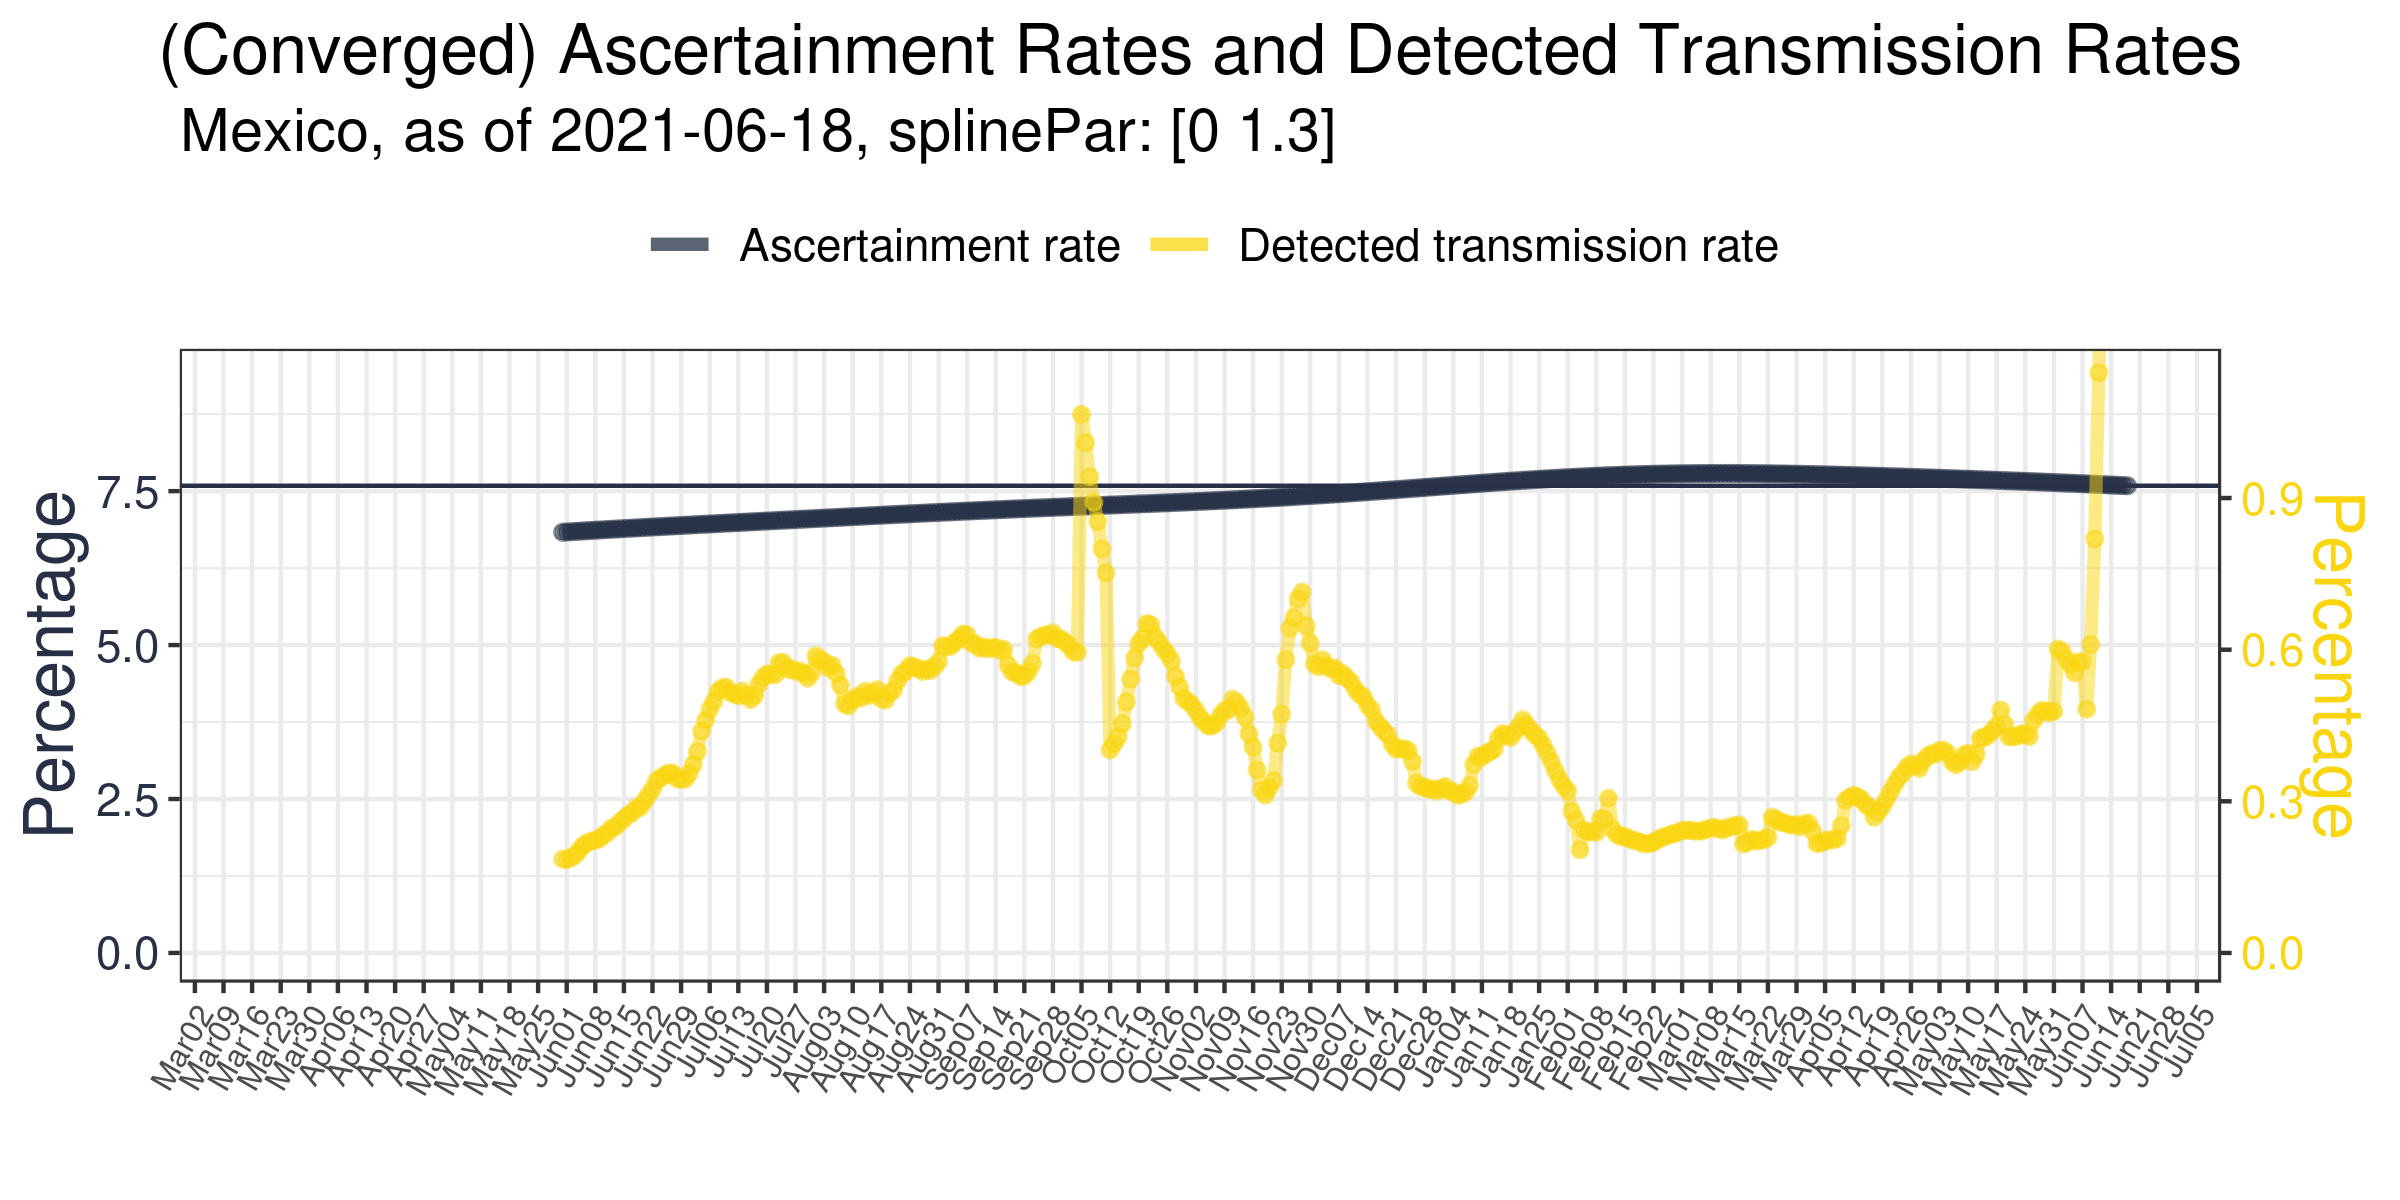 (Converged) Ascertainment Rates and Detected Transmission Rates
Mexico, as of 2021-06-18, splinePar: [0 1.3]
Ascertainment rate
Detected transmission rate
Percentage
7.5
5.0
2.5
0.0
0.9
0.6
0.3
0.0
Percentage
Mar02
Mar09
Mar16
Mar23
Mar30
Apr06
Apr13
Apr20
Apr27
May04
May11
May18
May25
Jun01
Jun08
Jun15
Jun22
Jun29
Jul06
Jul13
Jul20
Jul27
Aug03
Aug10
Aug17
Aug24
Aug31
Sep07
Sep14
Sep21
Sep28
Oct05
Oct12
Oct19
Oct26
Nov02
Nov09
Nov16
Nov23
Nov30
Dec07
Dec14
Dec21
Dec28
Jan04
Jan11
Jan18
Jan25
Feb01
Feb08
Feb15
Feb22
Mar01
Mar08
Mar15
Mar22
Mar29
Apr05
Apr12
Apr19
Apr26
May03
May10
May17
May24
May31
Jun07
Jun14
Jun21
Jun28
Jul05